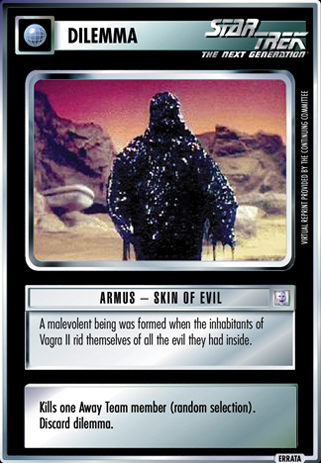 DILEMMA
STAR TREK
THE NEXT GENERATION
VIRTUAL REPRINT PROVIDED BY THE CONTINUING COMMITTEE
ARMUS – SKIN OF EVIL
A malevolent being was formed when the inhabitants of
Vagra II rid themselves of all the evil they had inside.
Kills one Away Team member (random selection).
Discard dilemma.
ERRATA